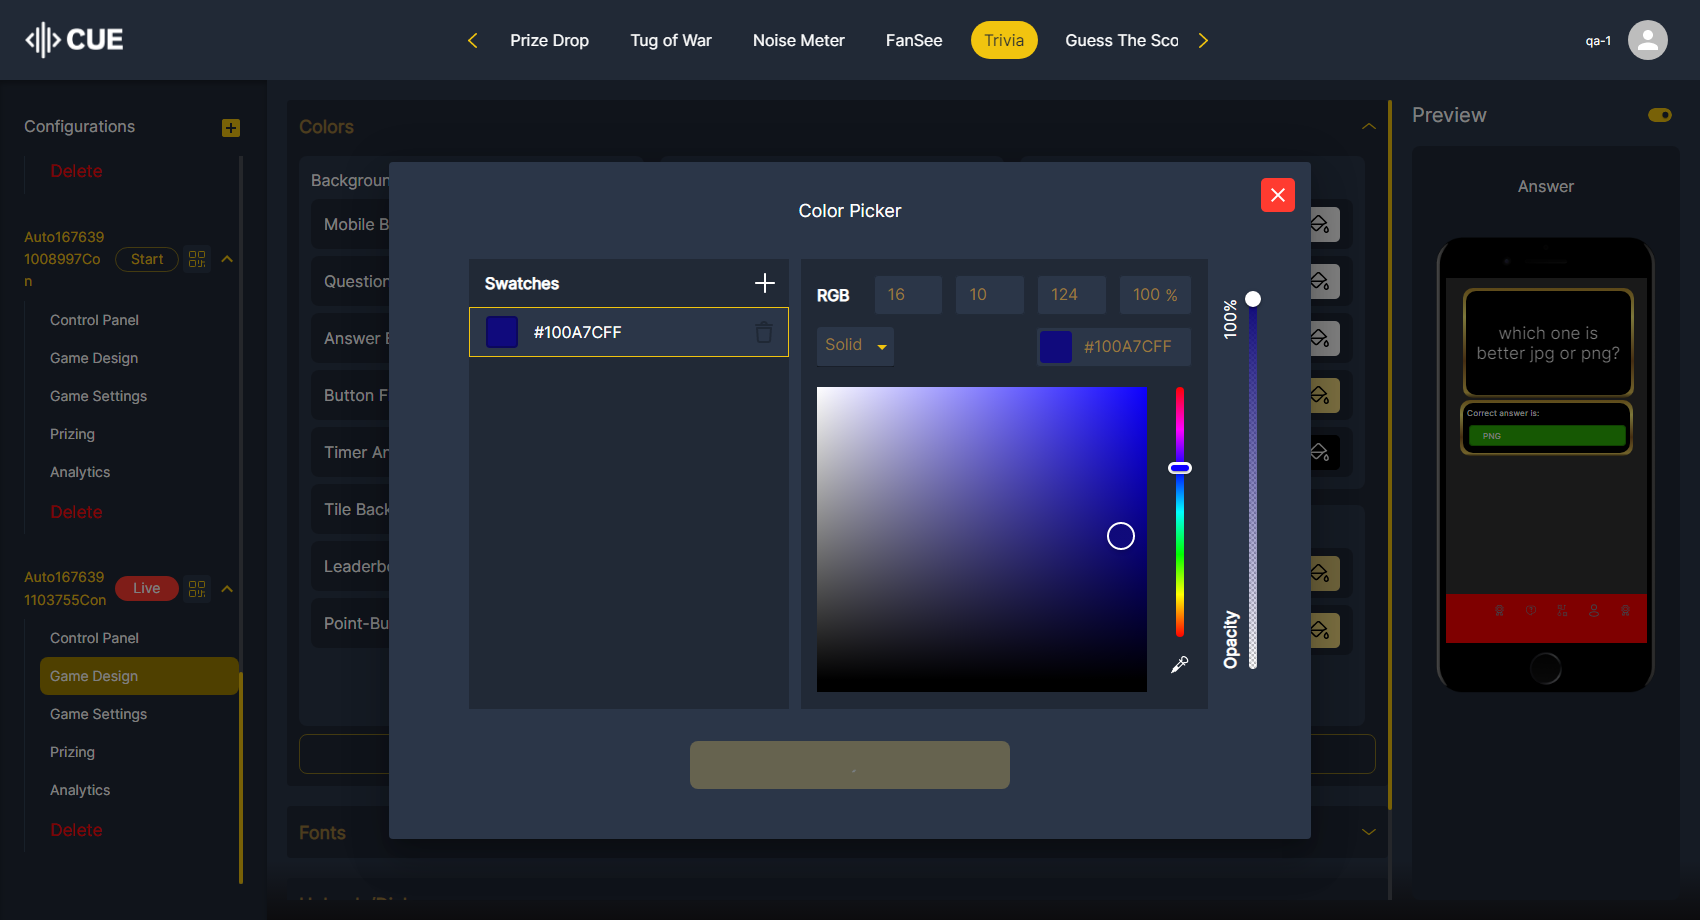 CUE
Prize Drop
Tug of War
Noise Meter
FanSee
Trivia
Guess The Sco
qa-1
Configurations
Delete
Auto167639
1008997Co
n
Start
Control Panel
Game Design
Game Settings
Prizing
Analytics
Delete
Auto167639
1103755Con
Live
Control Panel
Game Design
Game Settings
Prizing
Analytics
Delete
Colors
Backgroun
Mobile B
Question
Answer
Button F
Timer An
Tile Back
Leaderbo
Point-Bu
Fonts
Color Picker
Swatches
#100A7CFF
RGB
16
10
124
100 %
Solid
#100A7CFF
100%
Opacity
Preview
Answer
which one is
better jpg or png?
Correct answer is:
PNG